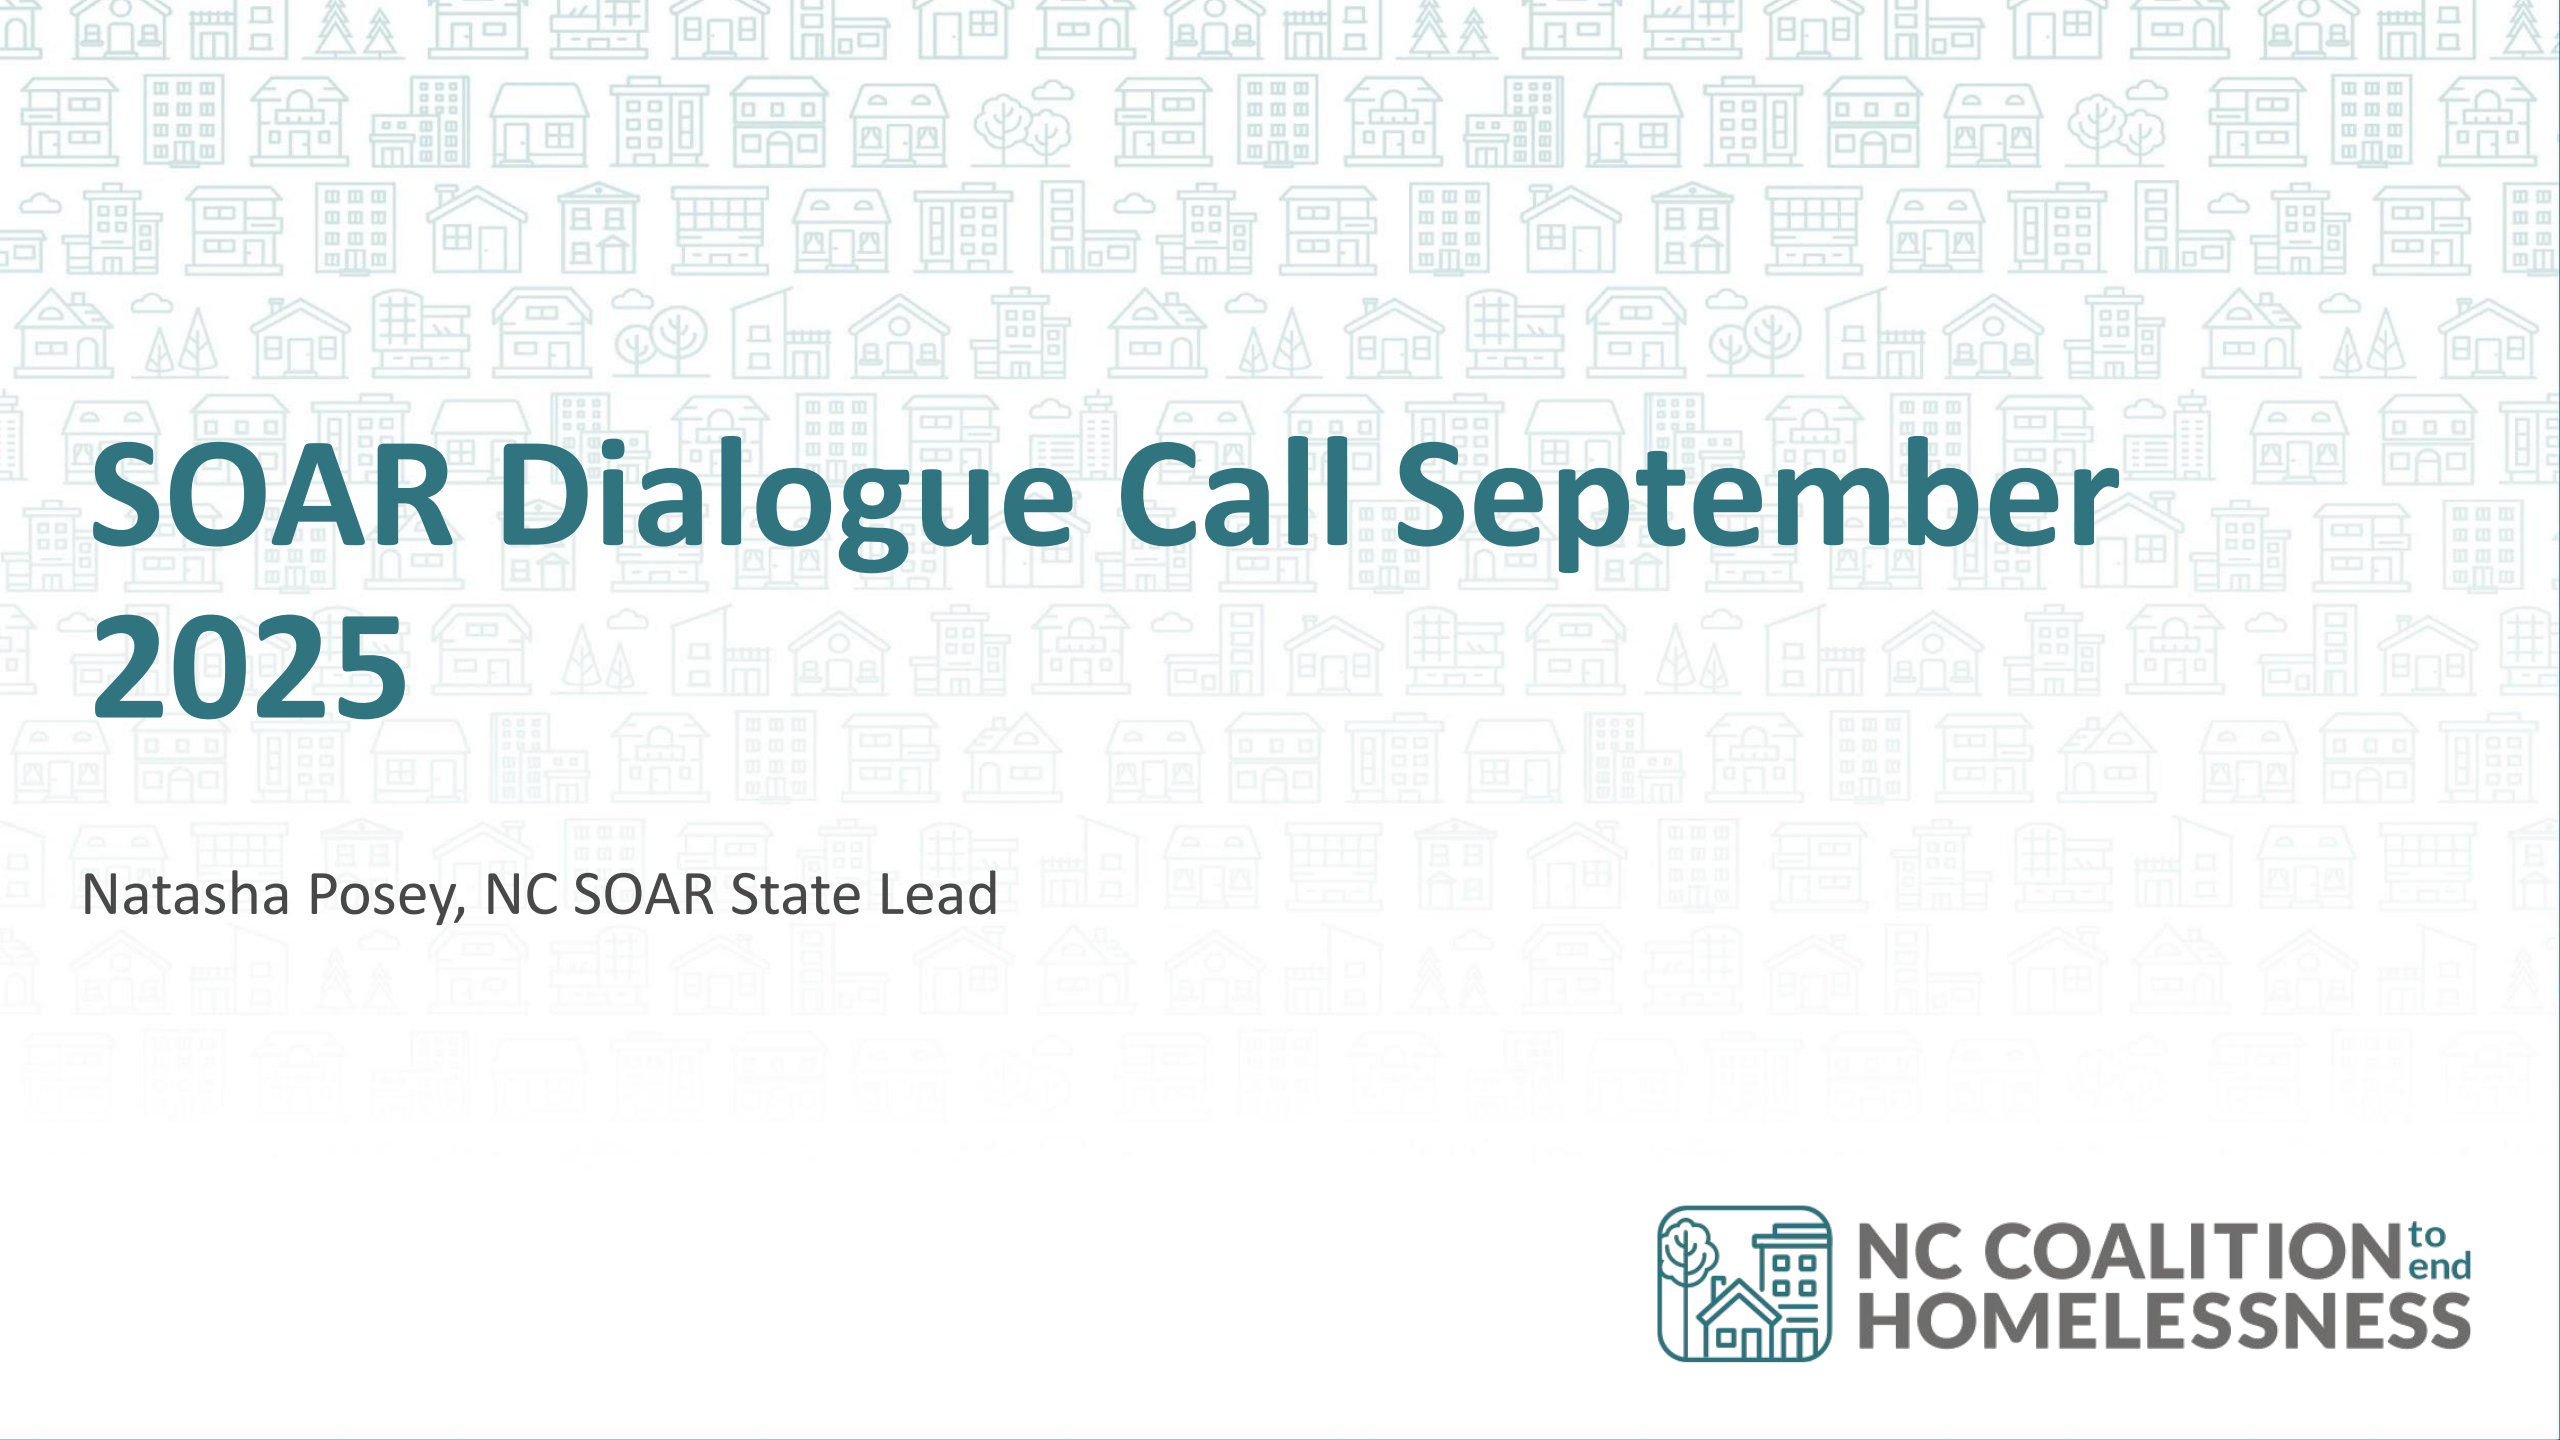 SOAR Dialogue Call September
2025
Natasha Posey, NC SOAR State Lead
NC COALITION to end
HOMELESSNESS